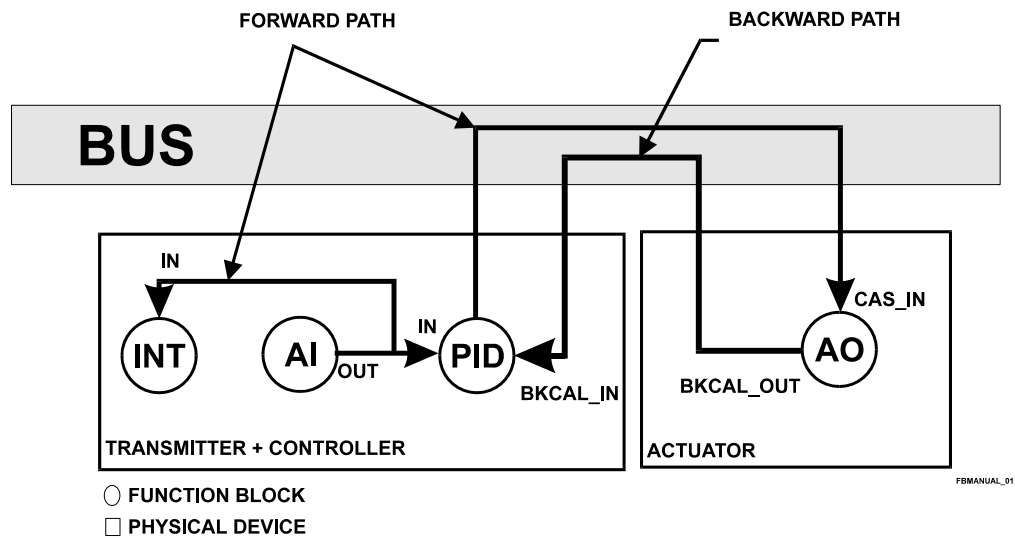 FORWARD PATH
BACKWARD PATH
BUS
IN
CAS_IN
IN
INT
AI
PID
AO
OUT
BKCAL_IN
BKCAL_OUT
TRANSMITTER + CONTROLLER
ACTUATOR
FBMANUAL_01
FUNCTION BLOCK
PHYSICAL DEVICE